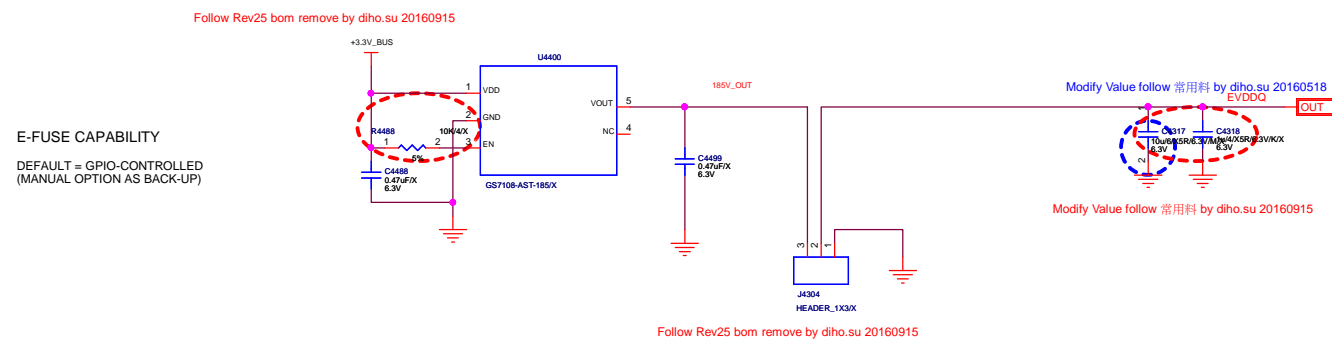 Follow Rev25 bom remove by diho.su 20160915
+3.3V_BUS
U4400
1
VDD
2
GND
3
EN
VOUT
5
NC
4
GS7108-AST-185/X
R4488
10K/4/X
1
2
5%
C4488
0.47uF/X
6.3V
E-FUSE CAPABILITY
DEFAULT = GPIO-CONTROLLED
(MANUAL OPTION AS BACK-UP)
185V_OUT
C4499
0.47uF/X
6.3V
3
2
1
J4304
HEADER_1X3/X
Follow Rev25 bom remove by diho.su 20160915
Modify Value follow 常用料 by diho.su 20160518
EVDDQ
OUT
1
C4317
6.3V
2
C4318
6.3V
Modify Value follow 常用料 by diho.su 20160915